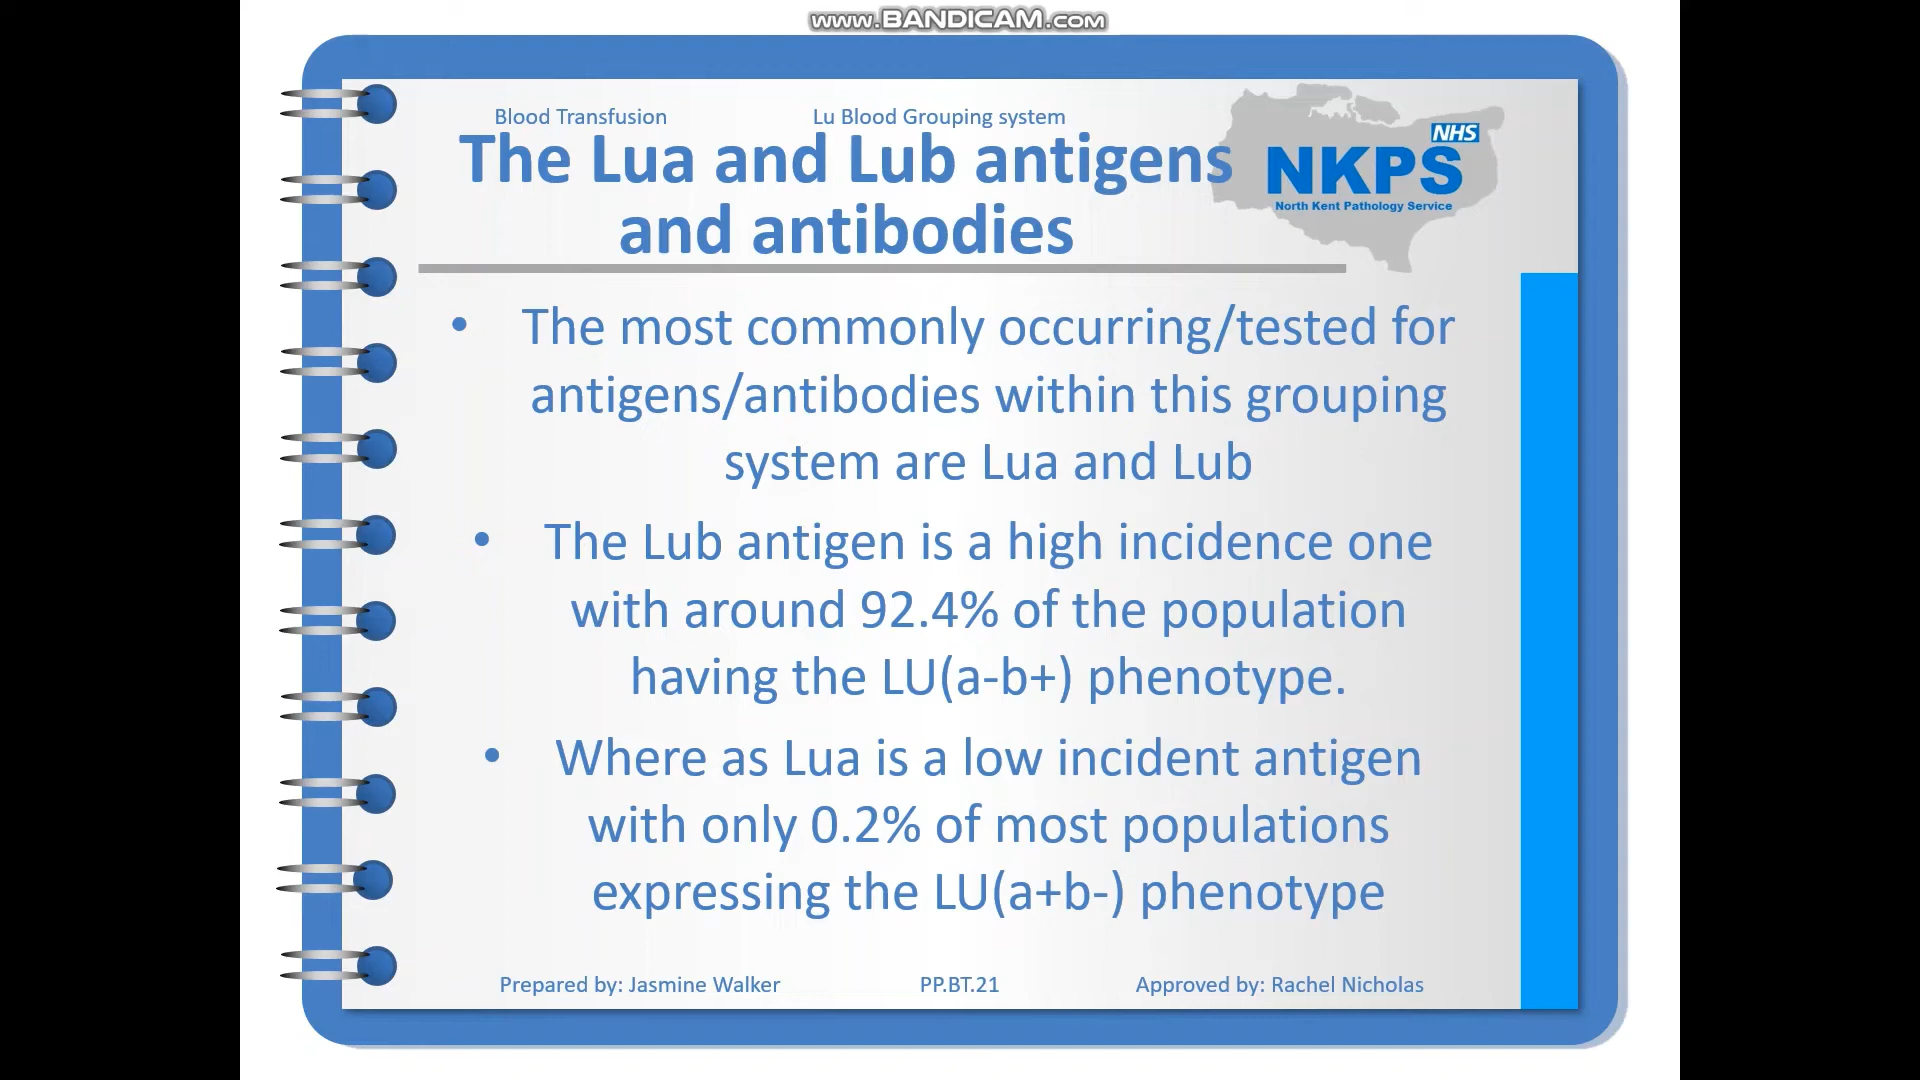 www.BANDICAM.com
Blood Transfusion
Lu Blood Grouping system
The Lua and Lub antigens
and antibodies
NHS
NKPS
North Kent Pathology Service
• The most commonly occurring/tested for
antigens/antibodies within this grouping
system are Lua and Lub
• The Lub antigen is a high incidence one
with around 92.4% of the population
having the LU(a-b+) phenotype.
• Where as Lua is a low incident antigen
with only 0.2% of most populations
expressing the LU(a+b-) phenotype
Prepared by: Jasmine Walker
PP.BT.21
Approved by: Rachel Nicholas